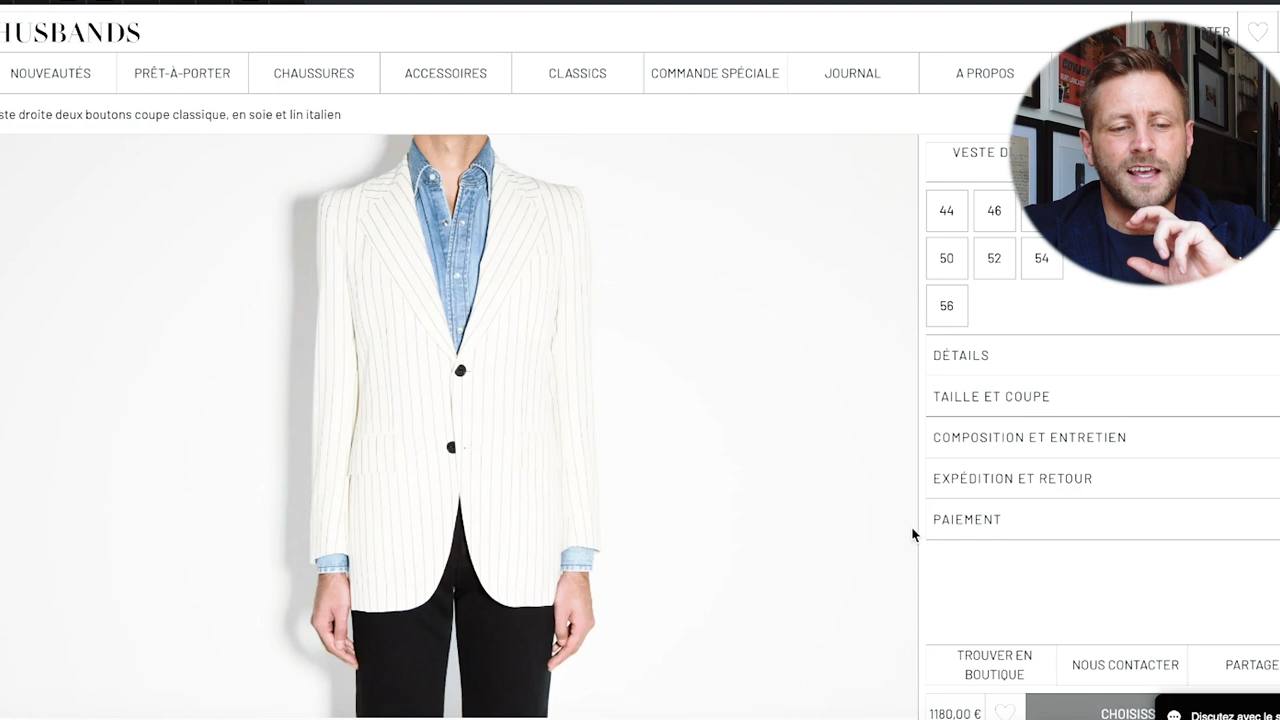 HUSBANDS
TER
NOUVEAUTÉS
PRÊT-À-PORTER
CHAUSSURES
ACCESSOIRES
CLASSICS
COMMANDE SPÉCIALE
JOURNAL
A PROPOS
ste droite deux boutons coupe classique, en soie et lin italien
VESTE D
44
46
50
52
54
56
DÉTAILS
TAILLE ET COUPE
COMPOSITION ET ENTRETIEN
EXPÉDITION ET RETOUR
PAIEMENT
TROUVER EN
BOUTIQUE
NOUS CONTACTER
PARTAGE
1180,00 €
CHOISISS
Discutez avec le s